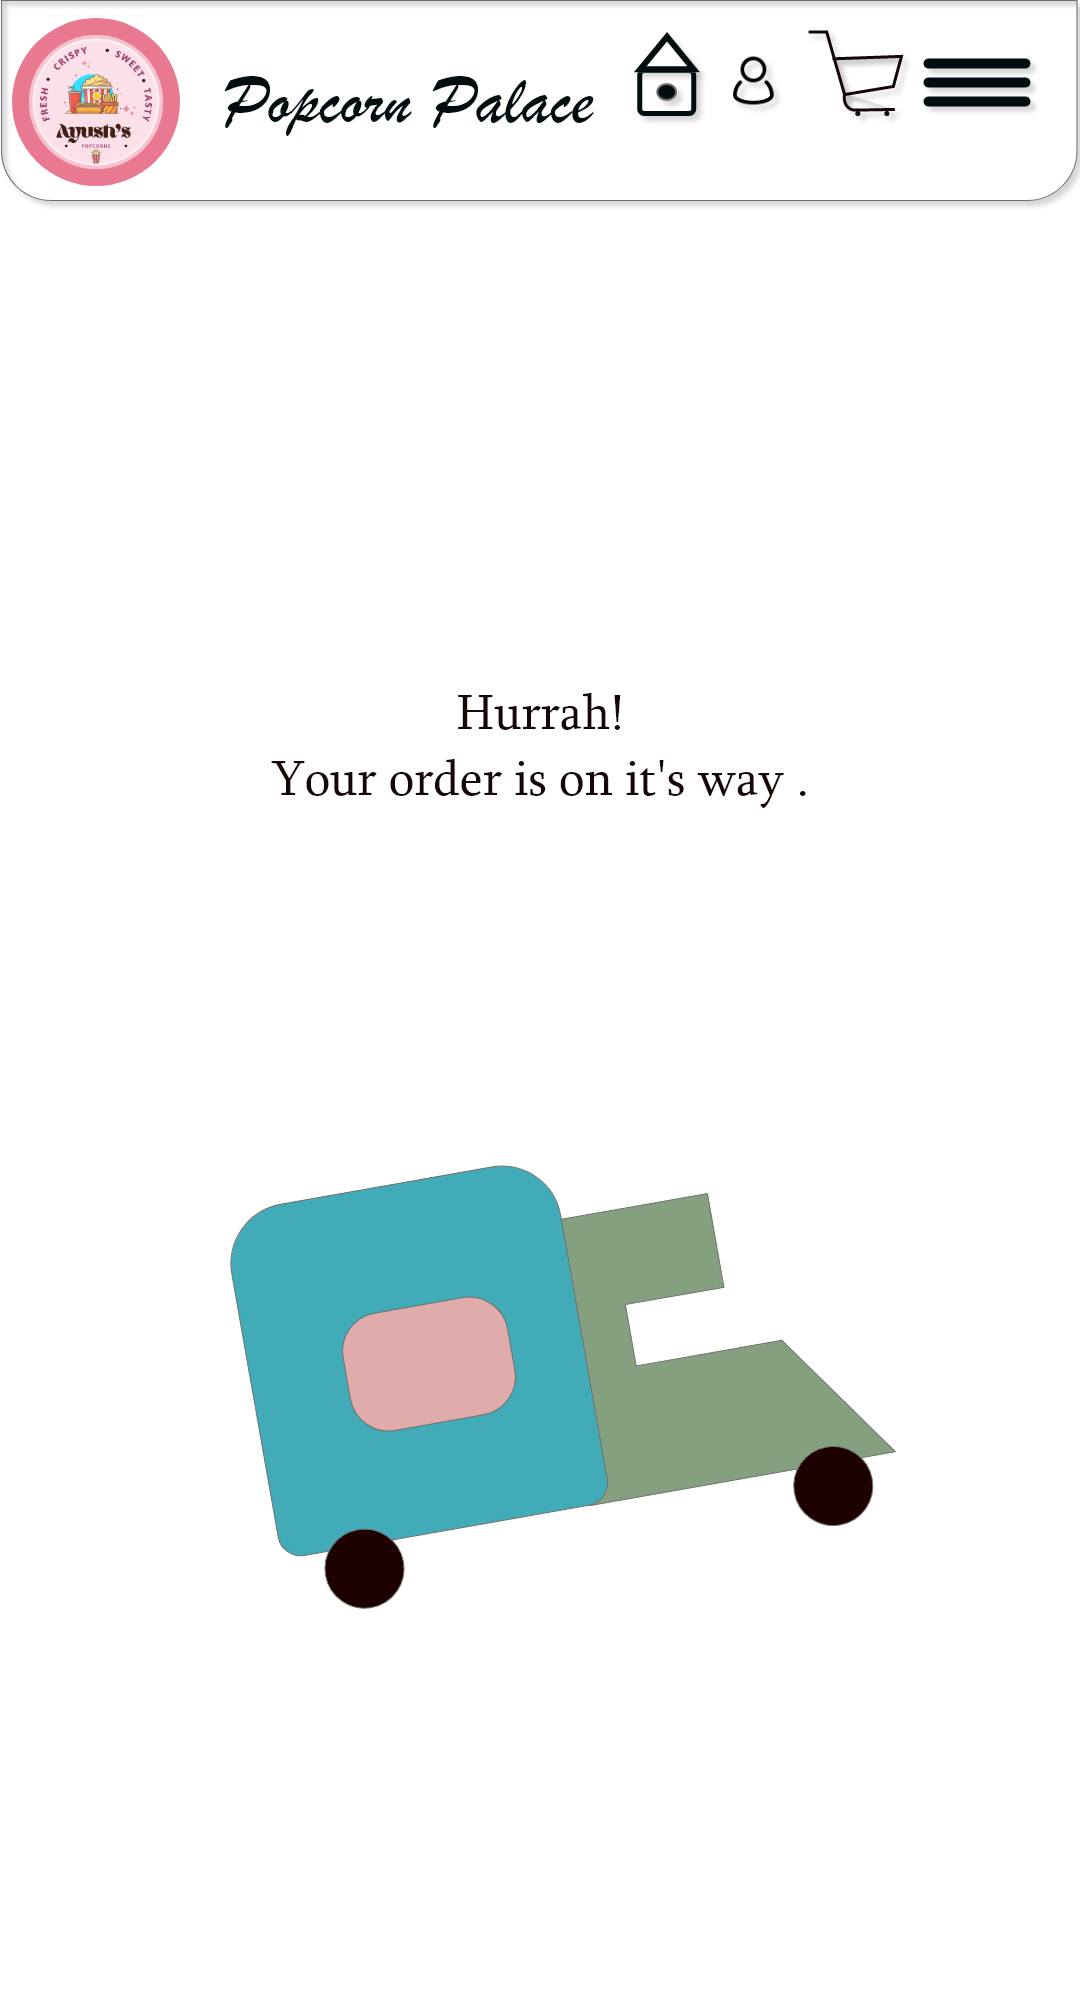 FRESH • CRISPY • SWEET • TASTY
Ayush's
• POPCORNS •
Popcorn Palace
Hurrah!
Your order is on it's way .